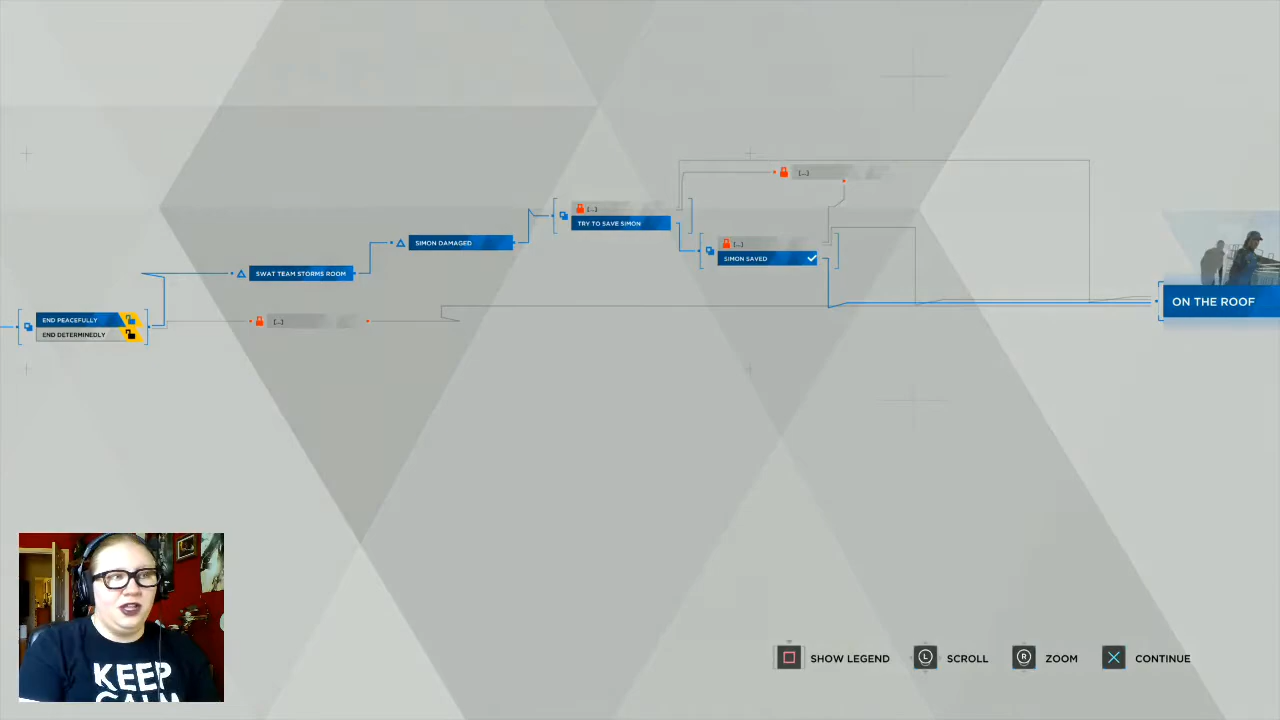 [...]
[...]
TRY TO SAVE SIMON
SIMON DAMAGED
[...]
SIMON SAVED
SWAT TEAM STORMS ROOM
ON THE ROOF
END PEACEFULLY
[...]
END DETERMINEDLY
SHOW LEGEND
L
SCROLL
R
ZOOM
CONTINUE
KEEP
CALM